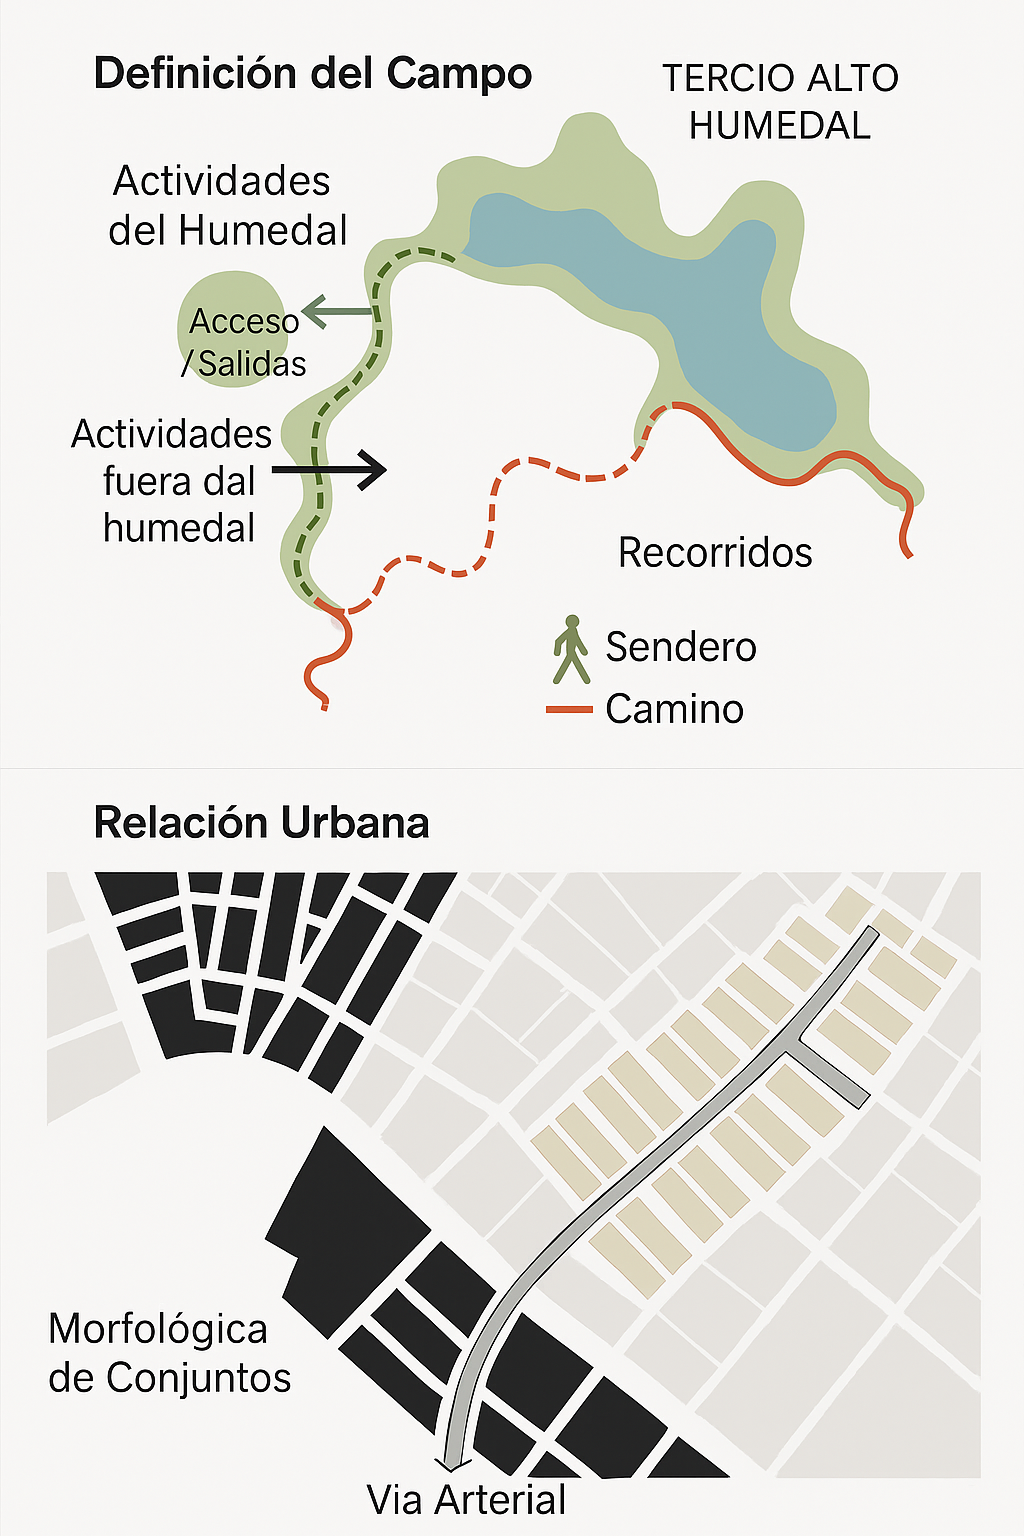 Definición del Campo
TERCIO ALTO
HUMEDAL
Actividades
del Humedal
Acceso
/Salidas
Actividades
fuera dal
humedal
Recorridos
Sendero
Camino
Relación Urbana
Morfológica
de Conjuntos
Via Arterial